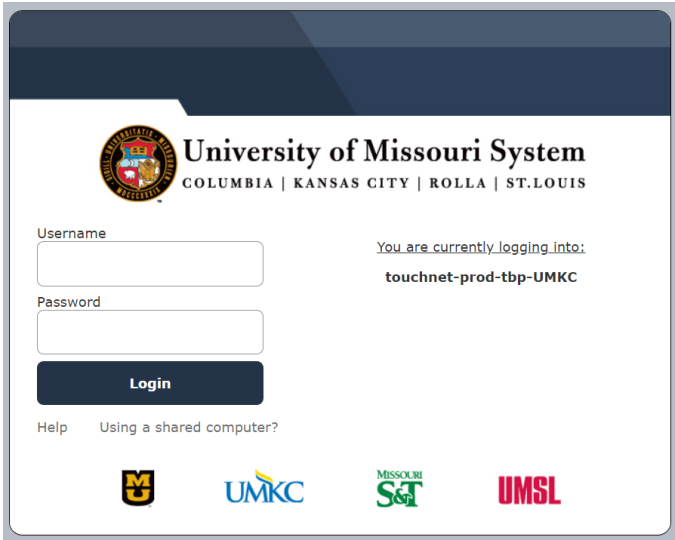 University of Missouri System
COLUMBIA | KANSAS CITY | ROLLA | ST.LOUIS
Username
You are currently logging into:
touchnet-prod-tbp-UMKC
Password
Login
Help Using a shared computer?
MU UMKC MISSOURI S&T UMSL